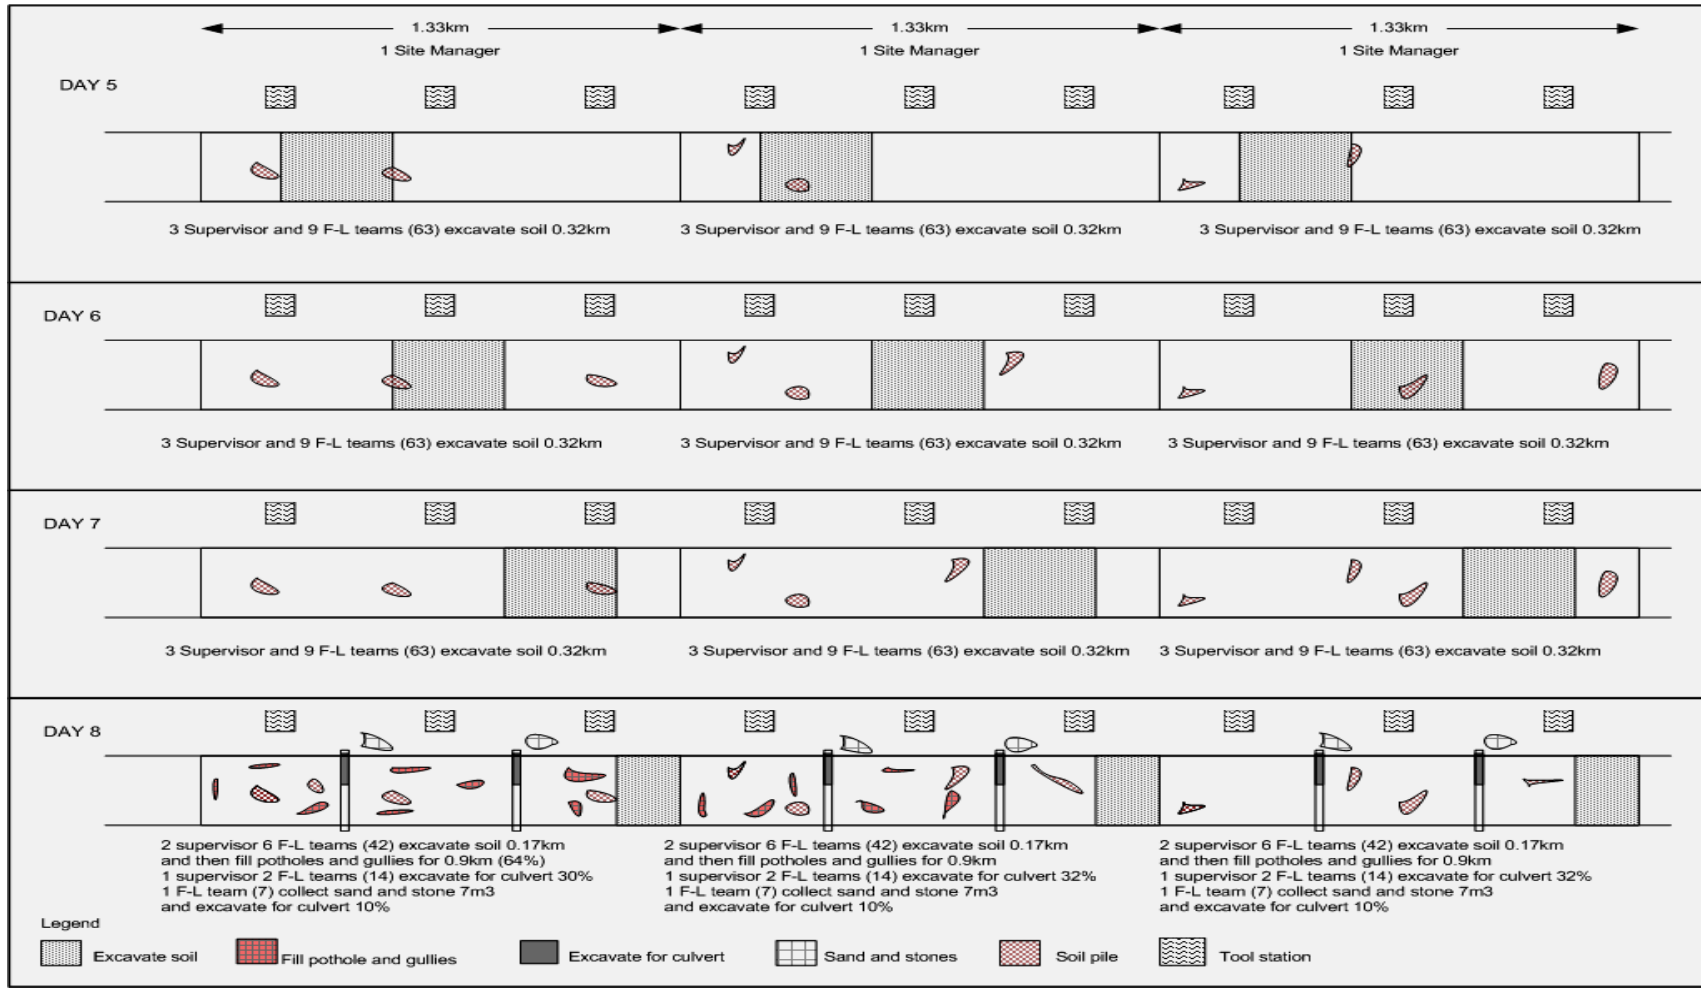 1.33km 1.33km 1.33km
1 Site Manager 1 Site Manager 1 Site Manager
DAY 5
3 Supervisor and 9 F-L teams (63) excavate soil 0.32km
3 Supervisor and 9 F-L teams (63) excavate soil 0.32km
3 Supervisor and 9 F-L teams (63) excavate soil 0.32km
DAY 6
3 Supervisor and 9 F-L teams (63) excavate soil 0.32km
3 Supervisor and 9 F-L teams (63) excavate soil 0.32km
3 Supervisor and 9 F-L teams (63) excavate soil 0.32km
DAY 7
3 Supervisor and 9 F-L teams (63) excavate soil 0.32km
3 Supervisor and 9 F-L teams (63) excavate soil 0.32km
3 Supervisor and 9 F-L teams (63) excavate soil 0.32km
DAY 8
2 supervisor 6 F-L teams (42) excavate soil 0.17km
and then fill potholes and gullies for 0.9km (64%)
1 supervisor 2 F-L teams (14) excavate for culvert 30%
1 F-L team (7) collect sand and stone 7m3
and excavate for culvert 10%
2 supervisor 6 F-L teams (42) excavate soil 0.17km
and then fill potholes and gullies for 0.9km
1 supervisor 2 F-L teams (14) excavate for culvert 32%
1 F-L team (7) collect sand and stone 7m3
and excavate for culvert 10%
2 supervisor 6 F-L teams (42) excavate soil 0.17km
and then fill potholes and gullies for 0.9km
1 supervisor 2 F-L teams (14) excavate for culvert 32%
1 F-L team (7) collect sand and stone 7m3
and excavate for culvert 10%
Legend
Excavate soil
Fill pothole and gullies
Excavate for culvert
Sand and stones
Soil pile
Tool station